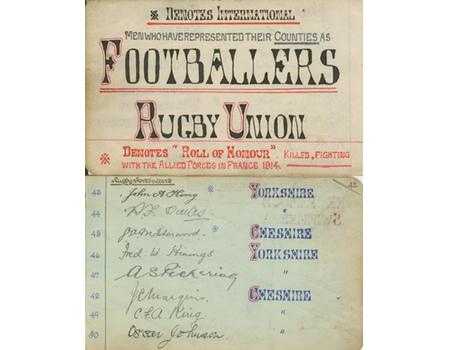 ※ DENOTES INTERNATIONAL
MEN WHO HAVE REPRESENTED THEIR COUNTIES AS
FOOTBALLERS
RUGBY UNION
※ DENOTES "ROLL OF HONOUR" KILLED, FIGHTING
WITH THE ALLIED FORCES IN FRANCE 1914.
Rugby Footballers 43
43 John A King ※ YORKSHIRE
44 "
45 ※ CHESHIRE
46 Fred W YORKSHIRE
47 A S Pickering "
48 CHESHIRE
49 C F A King "
50 Oscar Johnson "